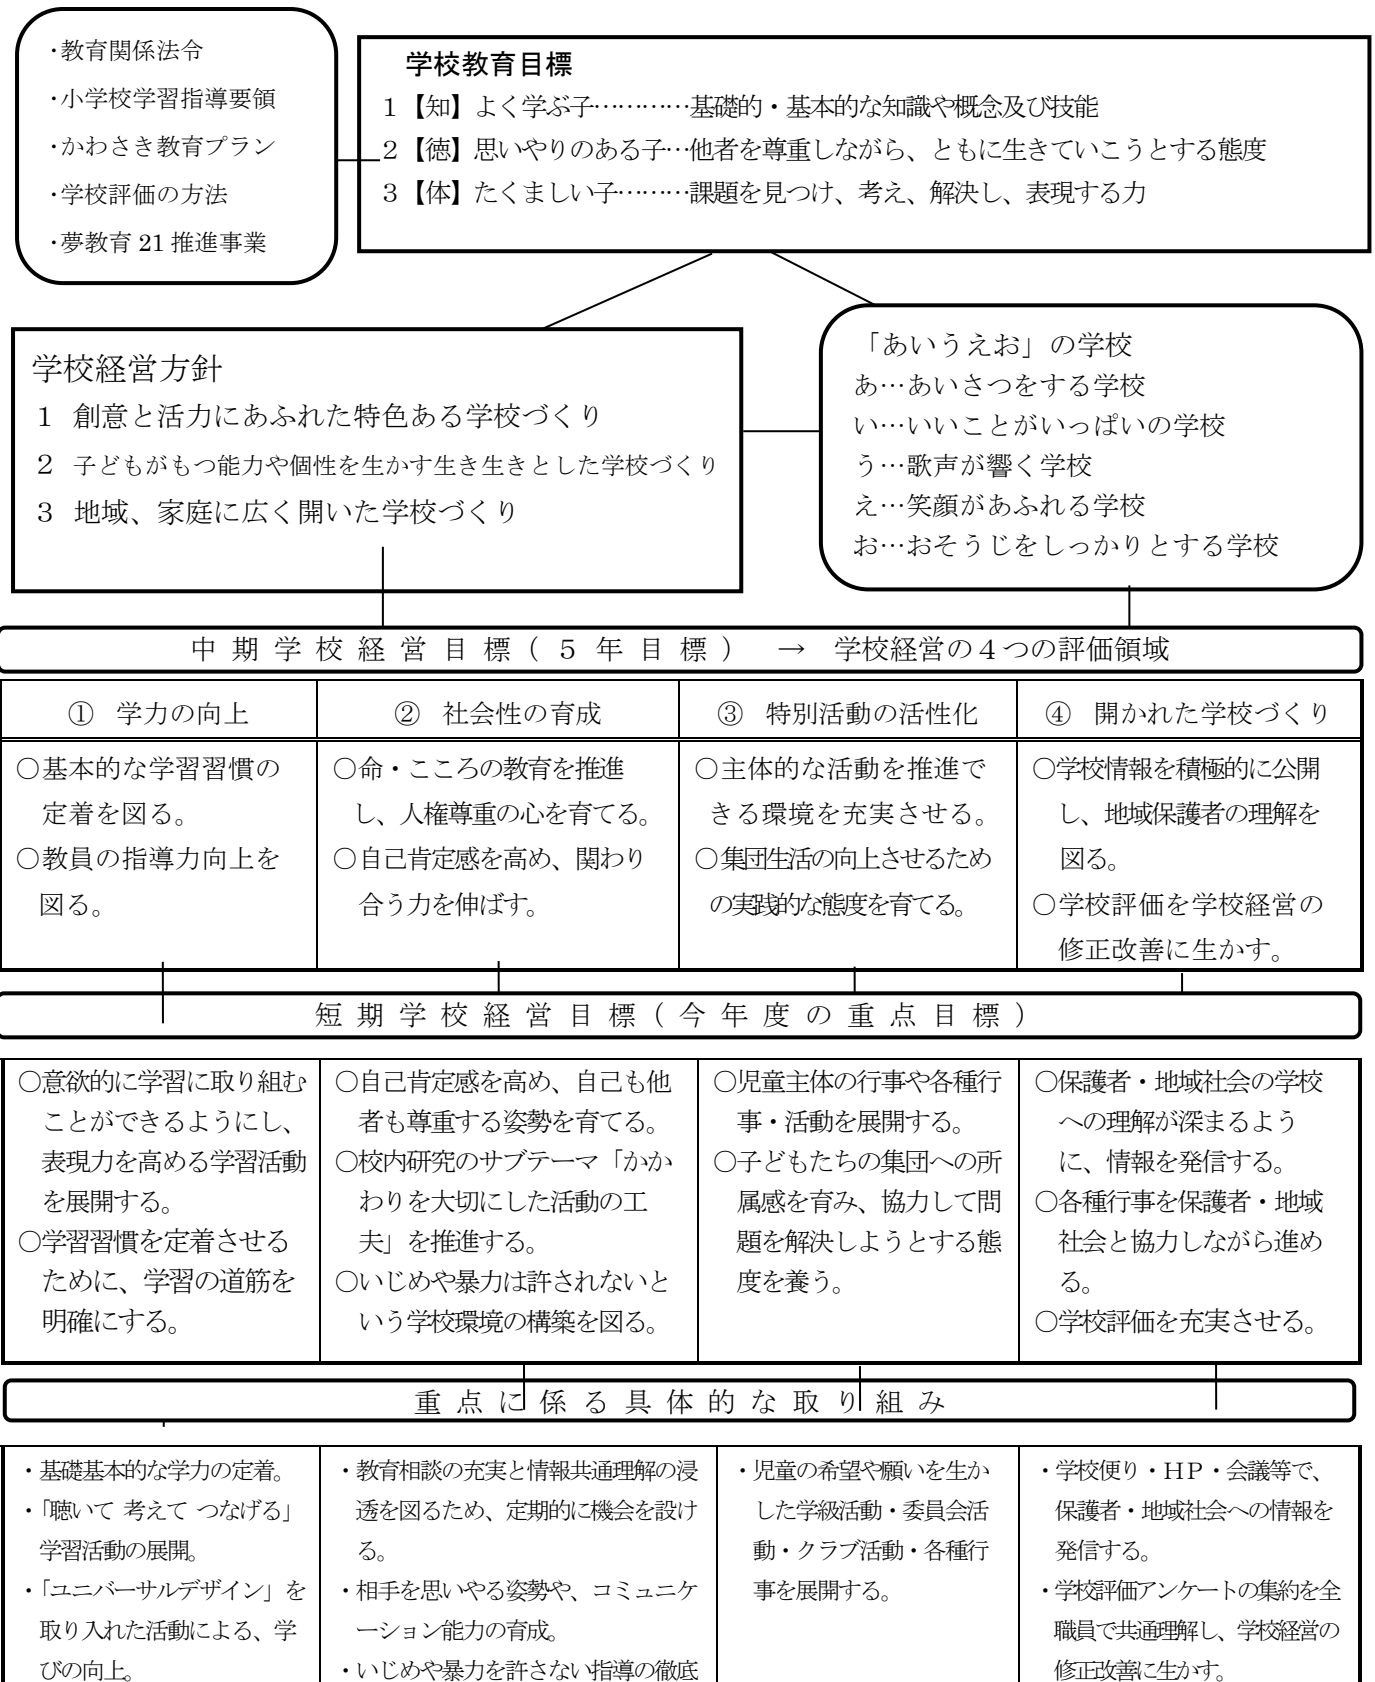 ・教育関係法令
・小学校学習指導要領
・かわさき教育プラン
・学校評価の方法
・夢教育 21 推進事業
学校教育目標
１【知】よく学ぶ子…………基礎的・基本的な知識や概念及び技能
２【徳】思いやりのある子…他者を尊重しながら、ともに生きていこうとする態度
３【体】たくましい子………課題を見つけ、考え、解決し、表現する力
学校経営方針
１ 創意と活力にあふれた特色ある学校づくり
２ 子どもがもつ能力や個性を生かす生き生きとした学校づくり
３ 地域、家庭に広く開いた学校づくり
「あいうえお」の学校
あ…あいさつをする学校
い…いいことがいっぱいの学校
う…歌声が響く学校
え…笑顔があふれる学校
お…おそうじをしっかりとする学校
中期学校経営目標（５年目標） → 学校経営の４つの評価領域
① 学力の向上
② 社会性の育成
③ 特別活動の活性化
④ 開かれた学校づくり
○基本的な学習習慣の
定着を図る。
○教員の指導力向上を
図る。
○命・こころの教育を推進
し、人権尊重の心を育てる。
○自己肯定感を高め、関わり
合う力を伸ばす。
○主体的な活動を推進で
きる環境を充実させる。
○集団生活の向上させるため
の実践的な態度を育てる。
○学校情報を積極的に公開
し、地域保護者の理解を
図る。
○学校評価を学校経営の
修正改善に生かす。
短期学校経営目標（今年度の重点目標）
○意欲的に学習に取り組む
ことができるようにし、
表現力を高める学習活動
を展開する。
○学習習慣を定着させる
ために、学習の道筋を
明確にする。
○自己肯定感を高め、自己も他
者も尊重する姿勢を育てる。
○校内研究のサブテーマ「かか
わりを大切にした活動の工
夫」を推進する。
○いじめや暴力は許されないと
いう学校環境の構築を図る。
○児童主体の行事や各種行
事・活動を展開する。
○子どもたちの集団への所
属感を育み、協力して問
題を解決しようとする態
度を養う。
○保護者・地域社会の学校
への理解が深まるよう
に、情報を発信する。
○各種行事を保護者・地域
社会と協力しながら進め
る。
○学校評価を充実させる。
重点に係る具体的な取り組み
・基礎基本的な学力の定着。
・「聴いて 考えて つなげる」
学習活動の展開。
・「ユニバーサルデザイン」を
取り入れた活動による、学
びの向上。
・教育相談の充実と情報共通理解の浸
透を図るため、定期的に機会を設け
る。
・相手を思いやる姿勢や、コミュニケ
ーション能力の育成。
・いじめや暴力を許さない指導の徹底
・児童の希望や願いを生か
した学級活動・委員会活
動・クラブ活動・各種行
事を展開する。
・学校便り・ＨＰ・会議等で、
保護者・地域社会への情報を
発信する。
・学校評価アンケートの集約を全
職員で共通理解し、学校経営の
修正改善に生かす。